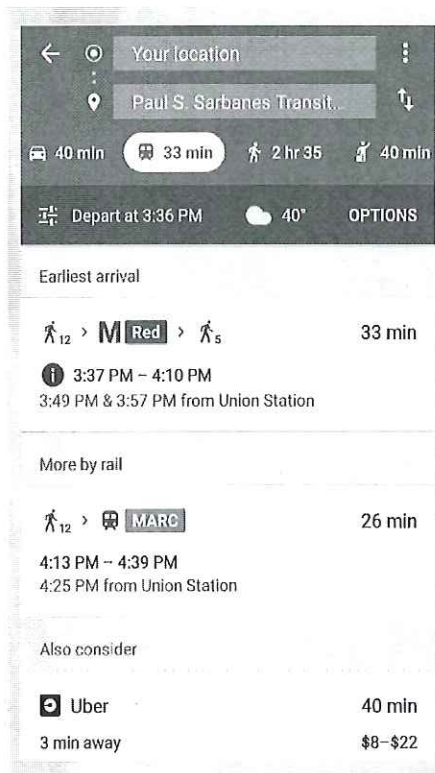 Your location
Paul S. Sarbanes Transit...
40 min 33 min 2 hr 35 40 min
Depart at 3:36 PM 40° OPTIONS
Earliest arrival
12 > M Red > 5 33 min
i 3:37 PM – 4:10 PM
3:49 PM & 3:57 PM from Union Station
More by rail
12 > MARC 26 min
4:13 PM – 4:39 PM
4:25 PM from Union Station
Also consider
Uber 40 min
3 min away $8–$22